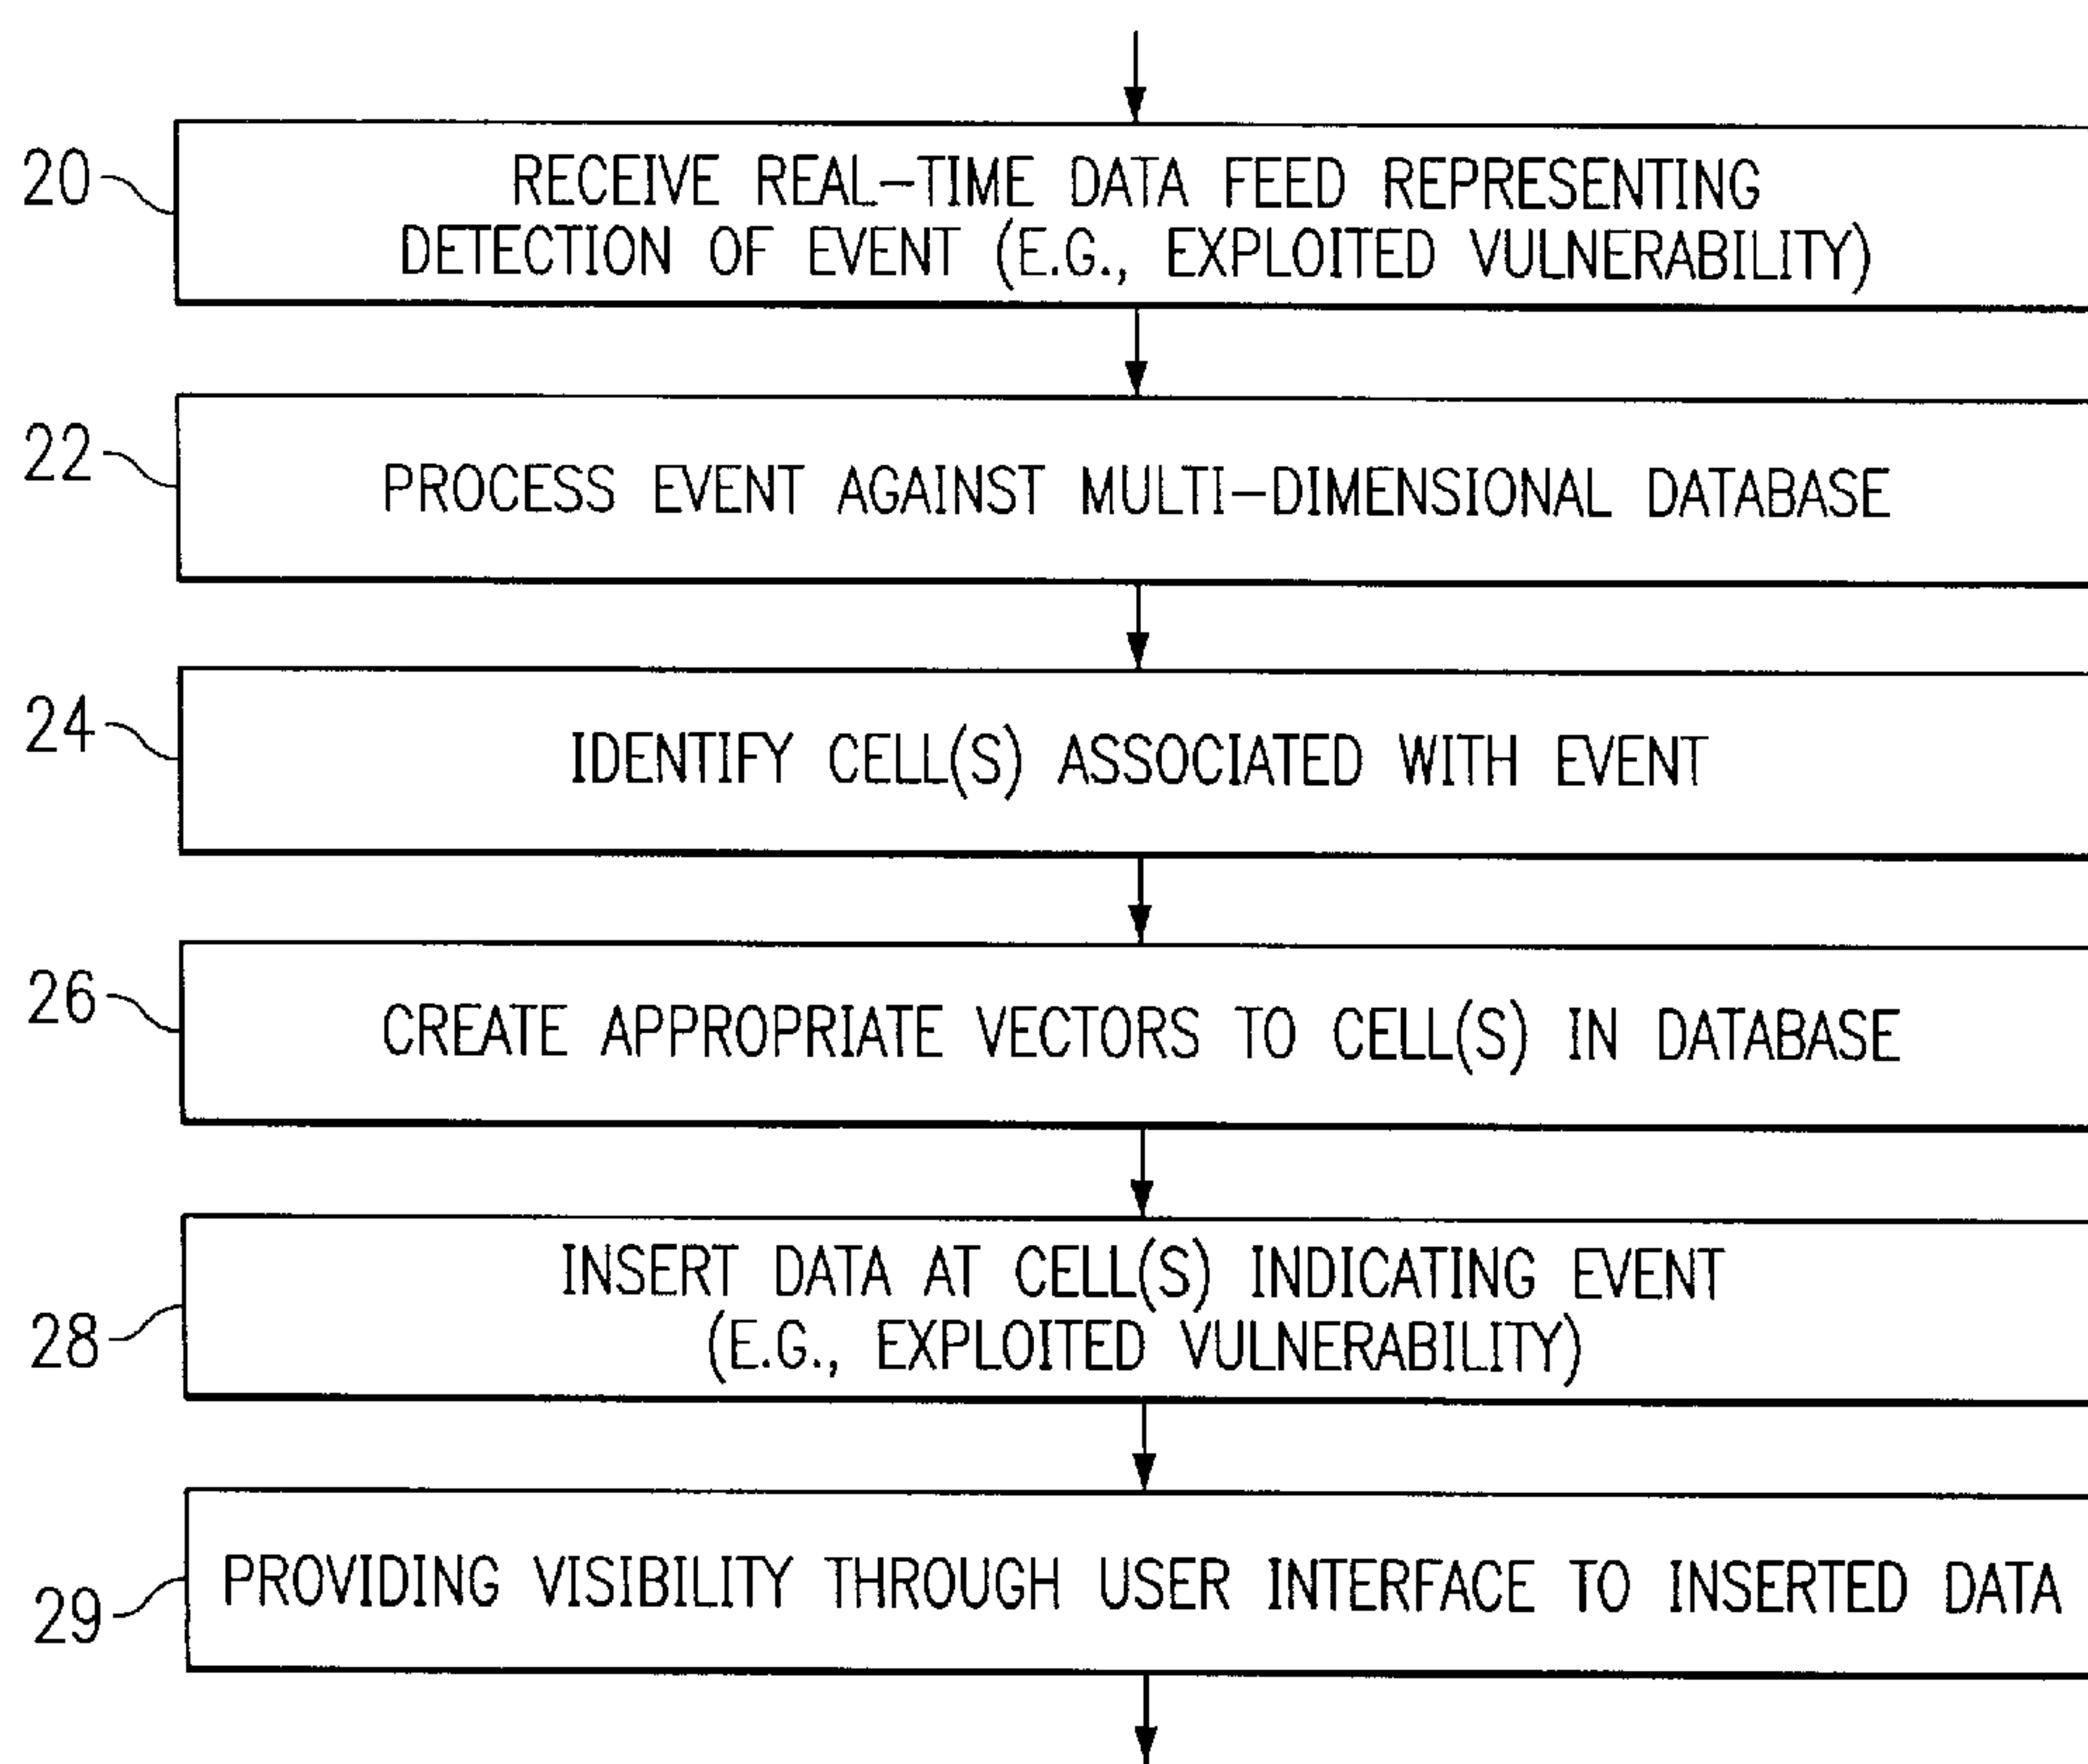 20
RECEIVE REAL-TIME DATA FEED REPRESENTING
DETECTION OF EVENT (E.G., EXPLOITED VULNERABILITY)
22
PROCESS EVENT AGAINST MULTI-DIMENSIONAL DATABASE
24
IDENTIFY CELL(S) ASSOCIATED WITH EVENT
26
CREATE APPROPRIATE VECTORS TO CELL(S) IN DATABASE
INSERT DATA AT CELL(S) INDICATING EVENT
28
(E.G., EXPLOITED VULNERABILITY)
PROVIDING VISIBILITY THROUGH USER INTERFACE TO INSERTED DATA
29